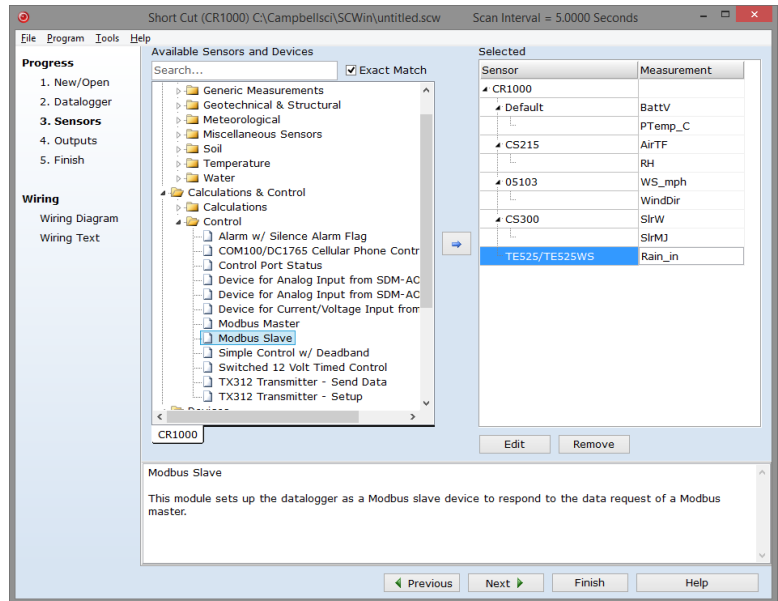 Short Cut (CR1000) C:\Campbellsci\SCWin\untitled.scw Scan Interval = 5.0000 Seconds
File Program Tools Help
Progress
1. New/Open
2. Datalogger
3. Sensors
4. Outputs
5. Finish
Wiring
Wiring Diagram
Wiring Text
Available Sensors and Devices
Search...
Exact Match
Generic Measurements
Geotechnical & Structural
Meteorological
Miscellaneous Sensors
Soil
Temperature
Water
Calculations & Control
Calculations
Control
Alarm w/ Silence Alarm Flag
COM100/DC1765 Cellular Phone Contr
Control Port Status
Device for Analog Input from SDM-AC
Device for Analog Input from SDM-AC
Device for Current/Voltage Input from
Modbus Master
Modbus Slave
Simple Control w/ Deadband
Switched 12 Volt Timed Control
TX312 Transmitter - Send Data
TX312 Transmitter - Setup
CR1000
Selected
Sensor Measurement
CR1000
Default BattV
PTemp_C
CS215 AirTF
RH
05103 WS_mph
WindDir
CS300 SlrW
SlrMJ
TE525/TE525WS Rain_in
Edit Remove
Modbus Slave
This module sets up the datalogger as a Modbus slave device to respond to the data request of a Modbus
master.
Previous Next Finish Help